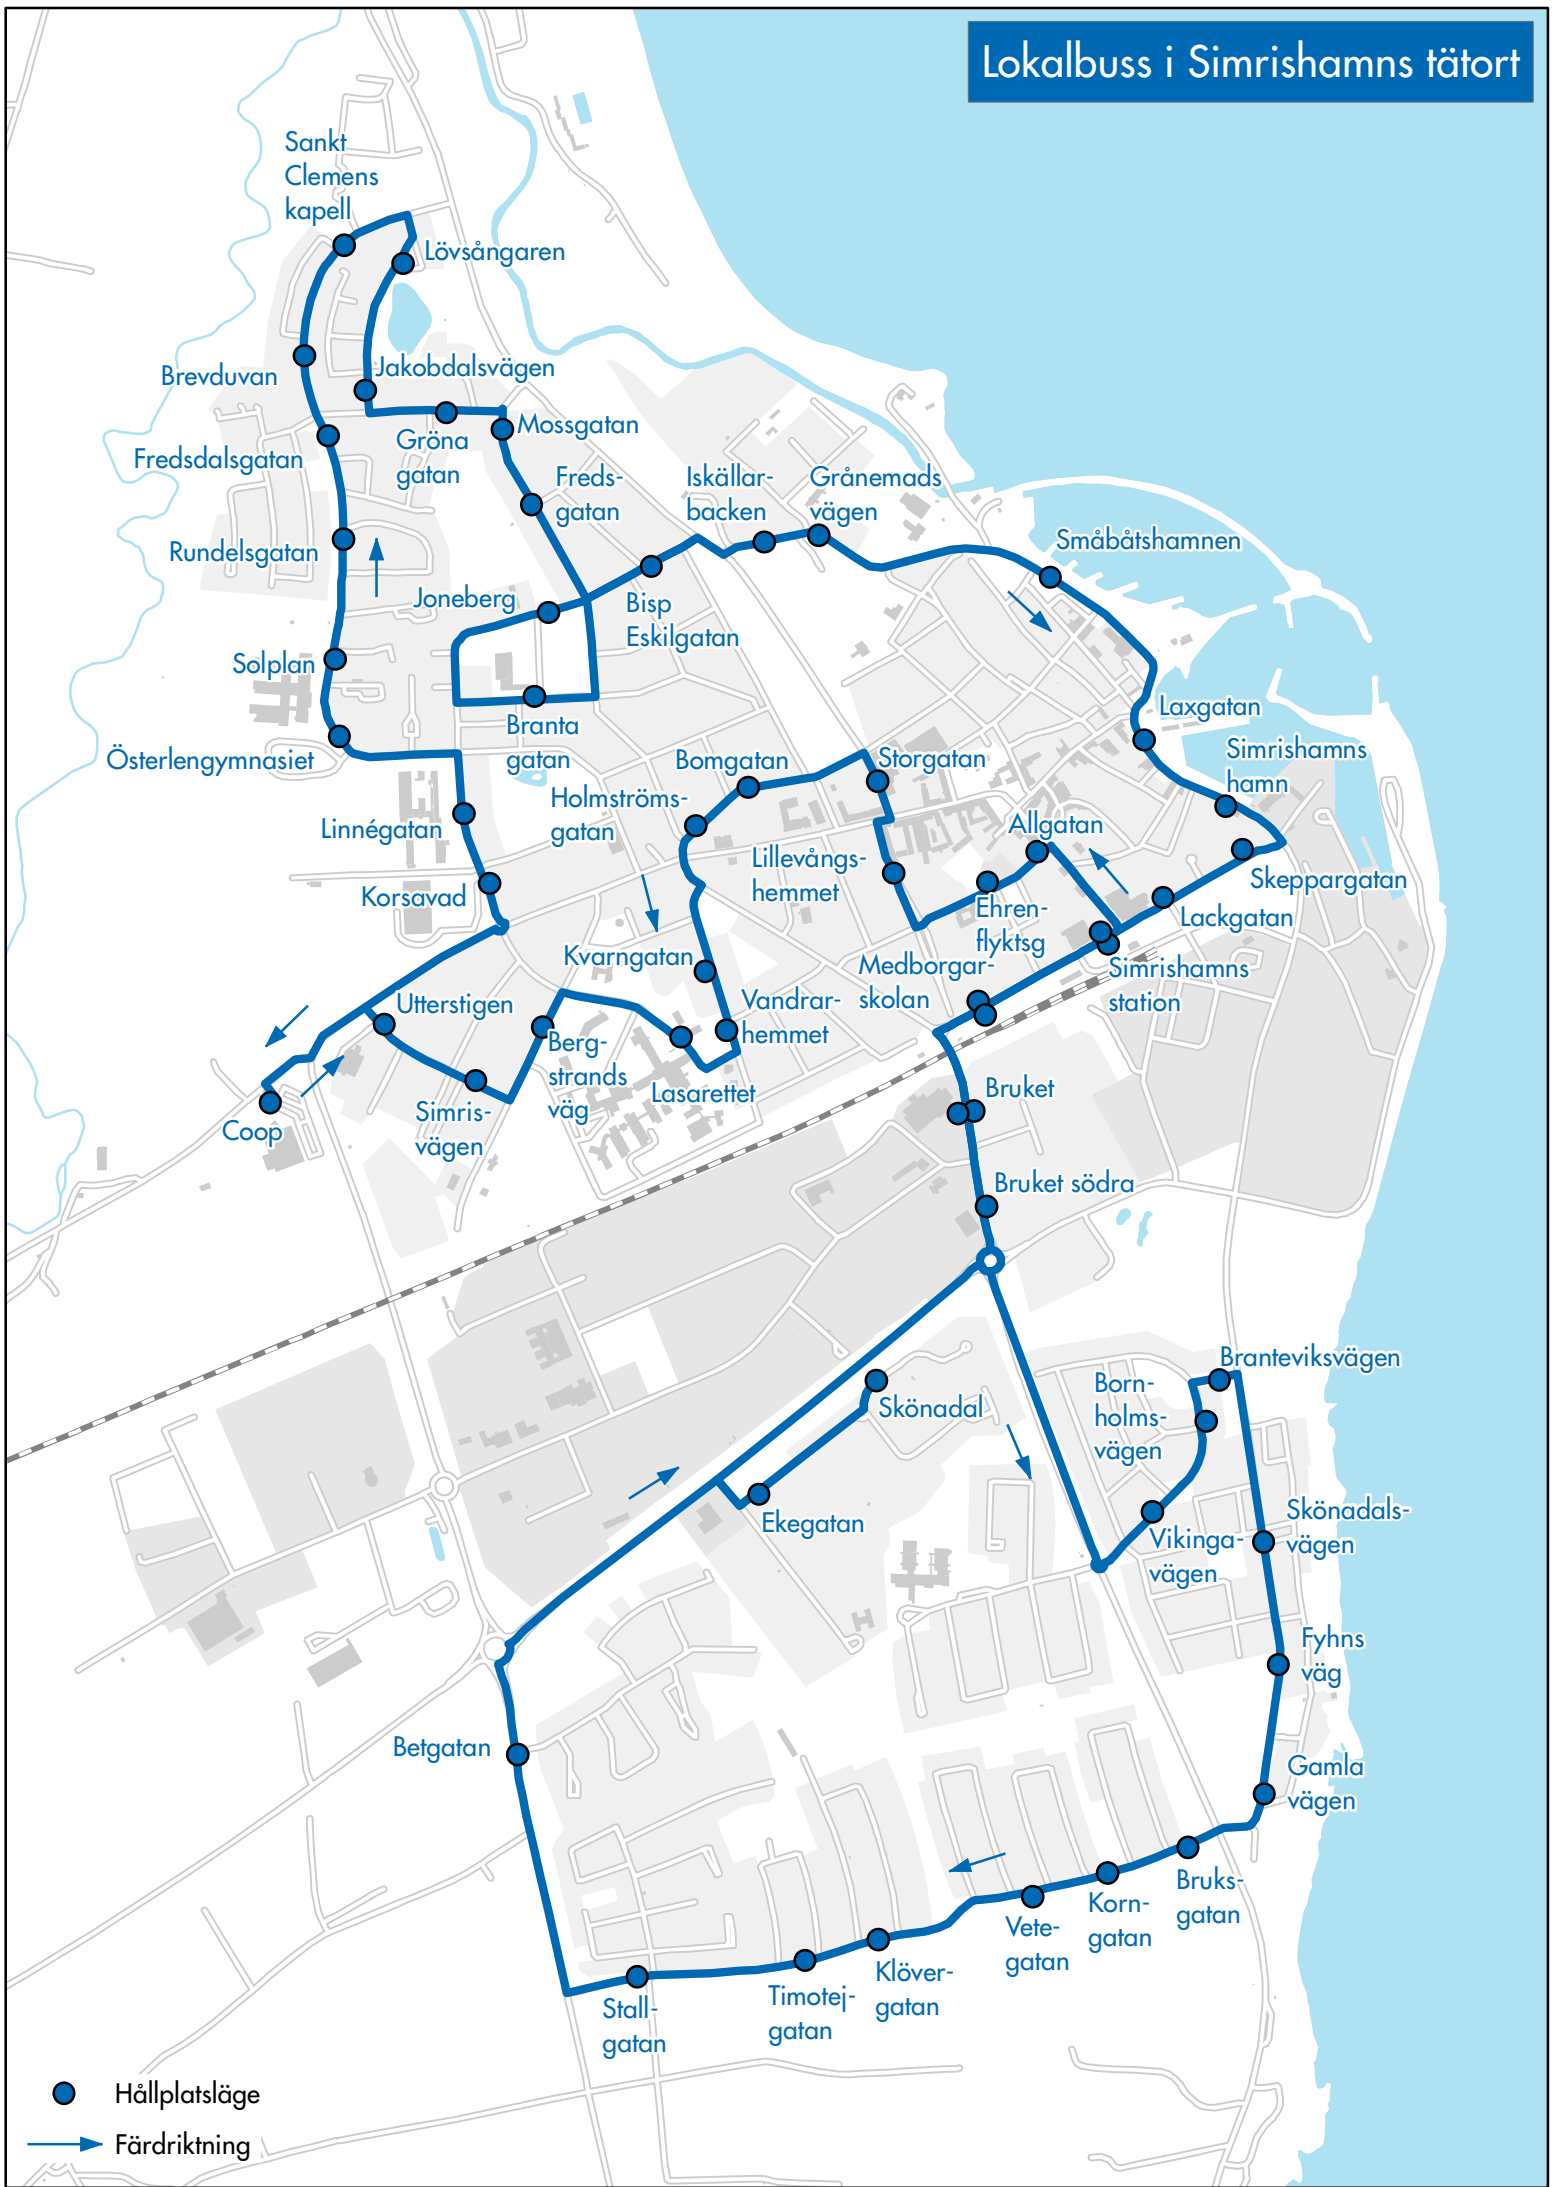 Lokalbuss i Simrishamns tätort
Sankt
Clemens
kapell
Lövsångaren
Brevduvan
Jakobdalsvägen
Gröna
gatan
Mossgatan
Fredsdalsgatan
Freds-
gatan
Iskällar-
backen
Grånemads
vägen
Rundelsgatan
Småbåtshamnen
Joneberg
Bisp
Eskilgatan
Solplan
Branta
gatan
Österlengymnasiet
Laxgatan
Simrishamns
hamn
Bomgatan
Storgatan
Holmströms-
gatan
Linnégatan
Allgatan
Lillevångs-
hemmet
Skeppargatan
Korsavad
Ehren-
flyktsg
Lackgatan
Kvarngatan
Medborgar-
skolan
Simrishamns
station
Utterstigen
Vandrar-
hemmet
Berg-
strands
väg
Lasarettet
Bruket
Simris-
vägen
Coop
Bruket södra
Branteviksvägen
Born-
holms-
vägen
Skönadal
Ekegatan
Vikinga-
vägen
Skönadals-
vägen
Fyhns
väg
Betgatan
Gamla
vägen
Bruks-
gatan
Korn-
gatan
Vete-
gatan
Klöver-
gatan
Timotej-
gatan
Stall-
gatan
Hållplatsläge
Färdriktning